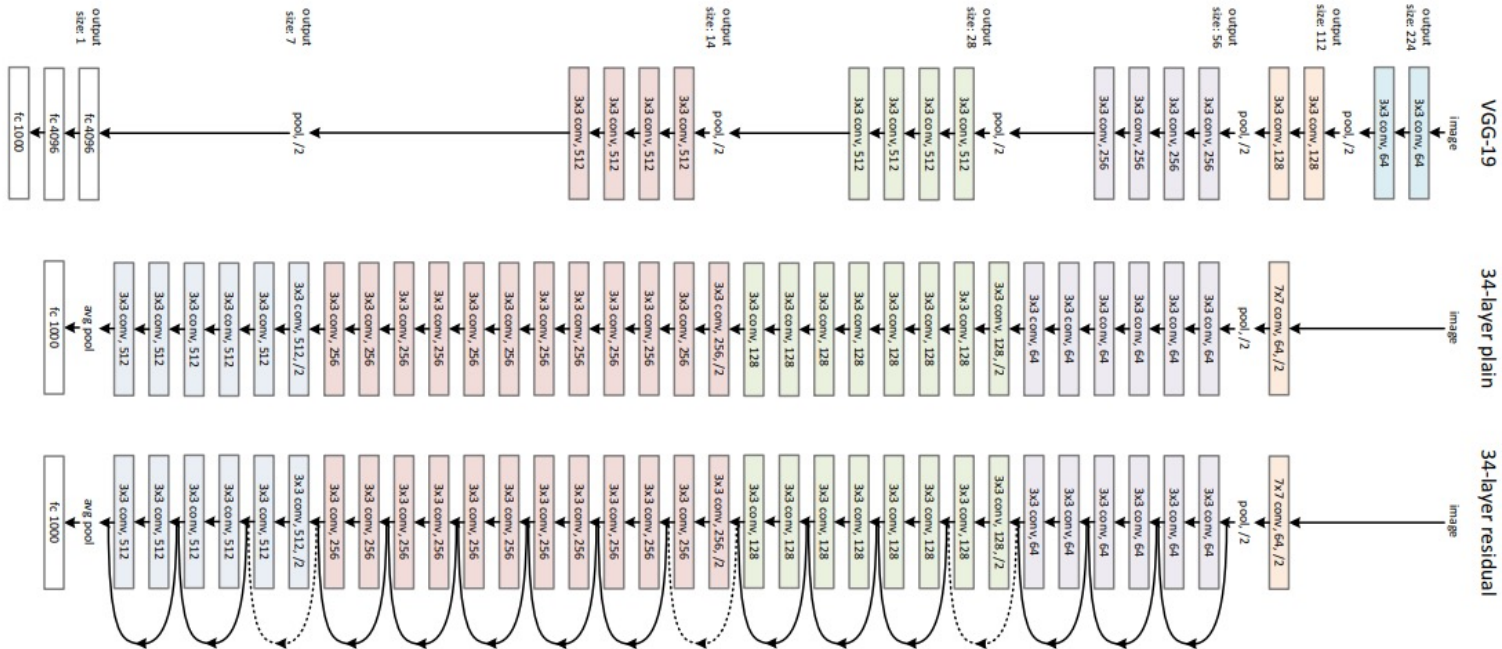 VGG-19
34-layer plain
34-layer residual
output
size: 224
output
size: 112
output
size: 56
output
size: 28
output
size: 14
output
size: 7
output
size: 1
image
3x3 conv, 64
3x3 conv, 64
pool, /2
3x3 conv, 128
3x3 conv, 128
pool, /2
3x3 conv, 256
3x3 conv, 256
3x3 conv, 256
3x3 conv, 256
pool, /2
3x3 conv, 512
3x3 conv, 512
3x3 conv, 512
3x3 conv, 512
pool, /2
3x3 conv, 512
3x3 conv, 512
3x3 conv, 512
3x3 conv, 512
pool, /2
fc 4096
fc 4096
fc 1000
image
7x7 conv, 64, /2
pool, /2
3x3 conv, 64
3x3 conv, 64
3x3 conv, 64
3x3 conv, 64
3x3 conv, 64
3x3 conv, 64
3x3 conv, 128, /2
3x3 conv, 128
3x3 conv, 128
3x3 conv, 128
3x3 conv, 128
3x3 conv, 128
3x3 conv, 128
3x3 conv, 128
3x3 conv, 256, /2
3x3 conv, 256
3x3 conv, 256
3x3 conv, 256
3x3 conv, 256
3x3 conv, 256
3x3 conv, 256
3x3 conv, 256
3x3 conv, 256
3x3 conv, 256
3x3 conv, 256
3x3 conv, 256
3x3 conv, 512, /2
3x3 conv, 512
3x3 conv, 512
3x3 conv, 512
3x3 conv, 512
3x3 conv, 512
avg pool
fc 1000
image
7x7 conv, 64, /2
pool, /2
3x3 conv, 64
3x3 conv, 64
3x3 conv, 64
3x3 conv, 64
3x3 conv, 64
3x3 conv, 64
3x3 conv, 128, /2
3x3 conv, 128
3x3 conv, 128
3x3 conv, 128
3x3 conv, 128
3x3 conv, 128
3x3 conv, 128
3x3 conv, 128
3x3 conv, 256, /2
3x3 conv, 256
3x3 conv, 256
3x3 conv, 256
3x3 conv, 256
3x3 conv, 256
3x3 conv, 256
3x3 conv, 256
3x3 conv, 256
3x3 conv, 256
3x3 conv, 256
3x3 conv, 256
3x3 conv, 512, /2
3x3 conv, 512
3x3 conv, 512
3x3 conv, 512
3x3 conv, 512
3x3 conv, 512
avg pool
fc 1000